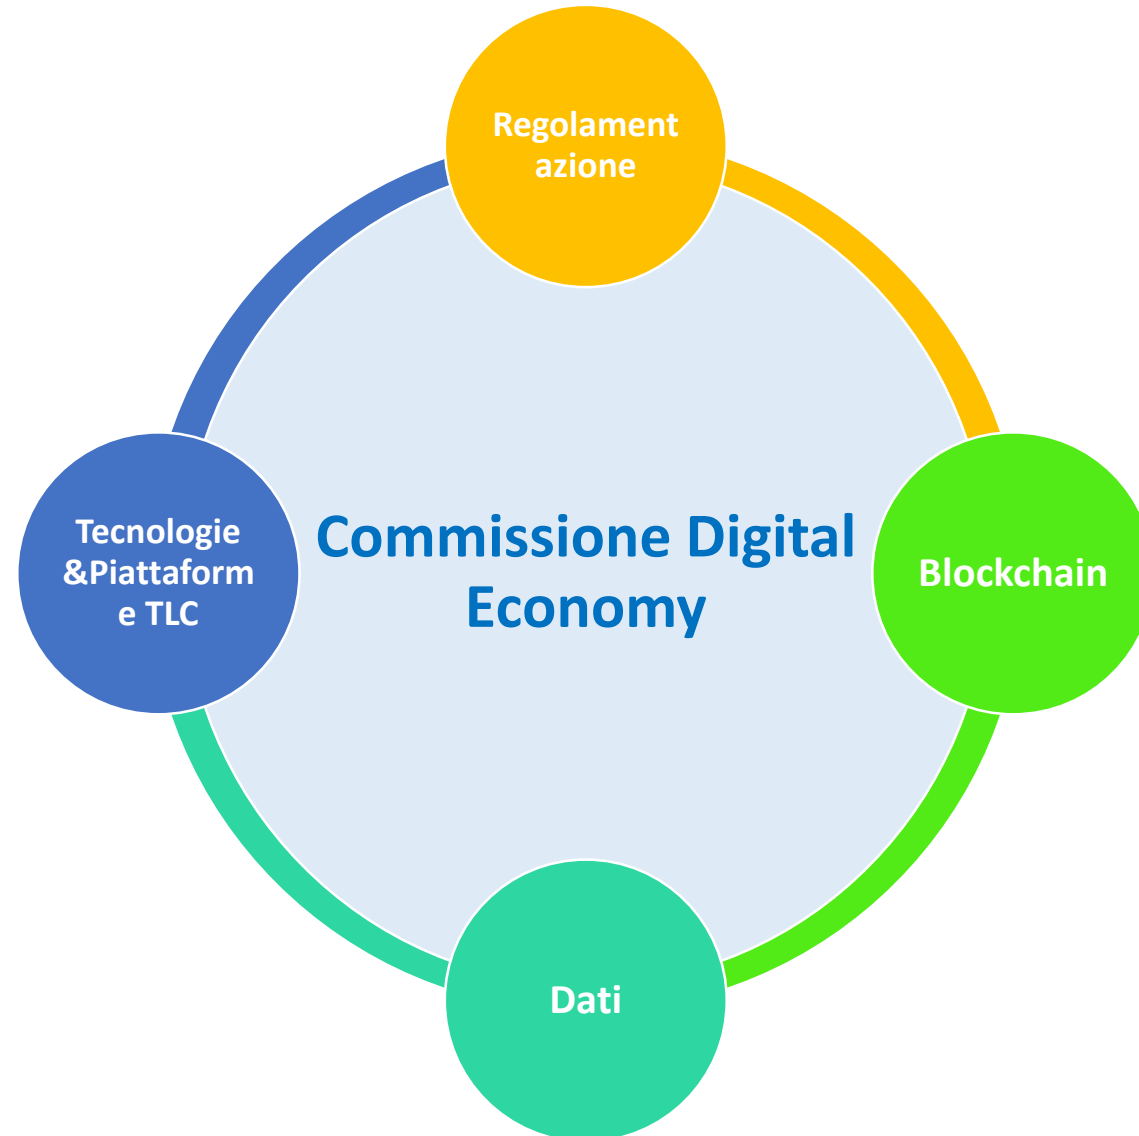 Regolament
azione
Tecnologie
&Piattaform
e TLC
Commissione Digital
Economy
Blockchain
Dati